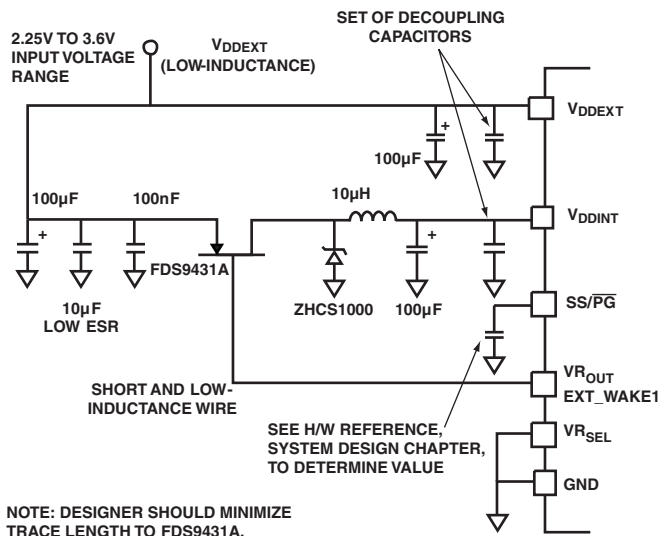 SET OF DECOUPLING
CAPACITORS
2.25V TO 3.6V
INPUT VOLTAGE
RANGE
VDDEXT
(LOW-INDUCTANCE)
VDDEXT
+
100µF
100µF
100nF
10µH
VDDINT
+
+
FDS9431A
10µF
LOW ESR
ZHCS1000
100µF
SS/PG
VROUT
EXT_WAKE1
SHORT AND LOW-
INDUCTANCE WIRE
SEE H/W REFERENCE,
SYSTEM DESIGN CHAPTER,
TO DETERMINE VALUE
VRSEL
GND
NOTE: DESIGNER SHOULD MINIMIZE
TRACE LENGTH TO FDS9431A.